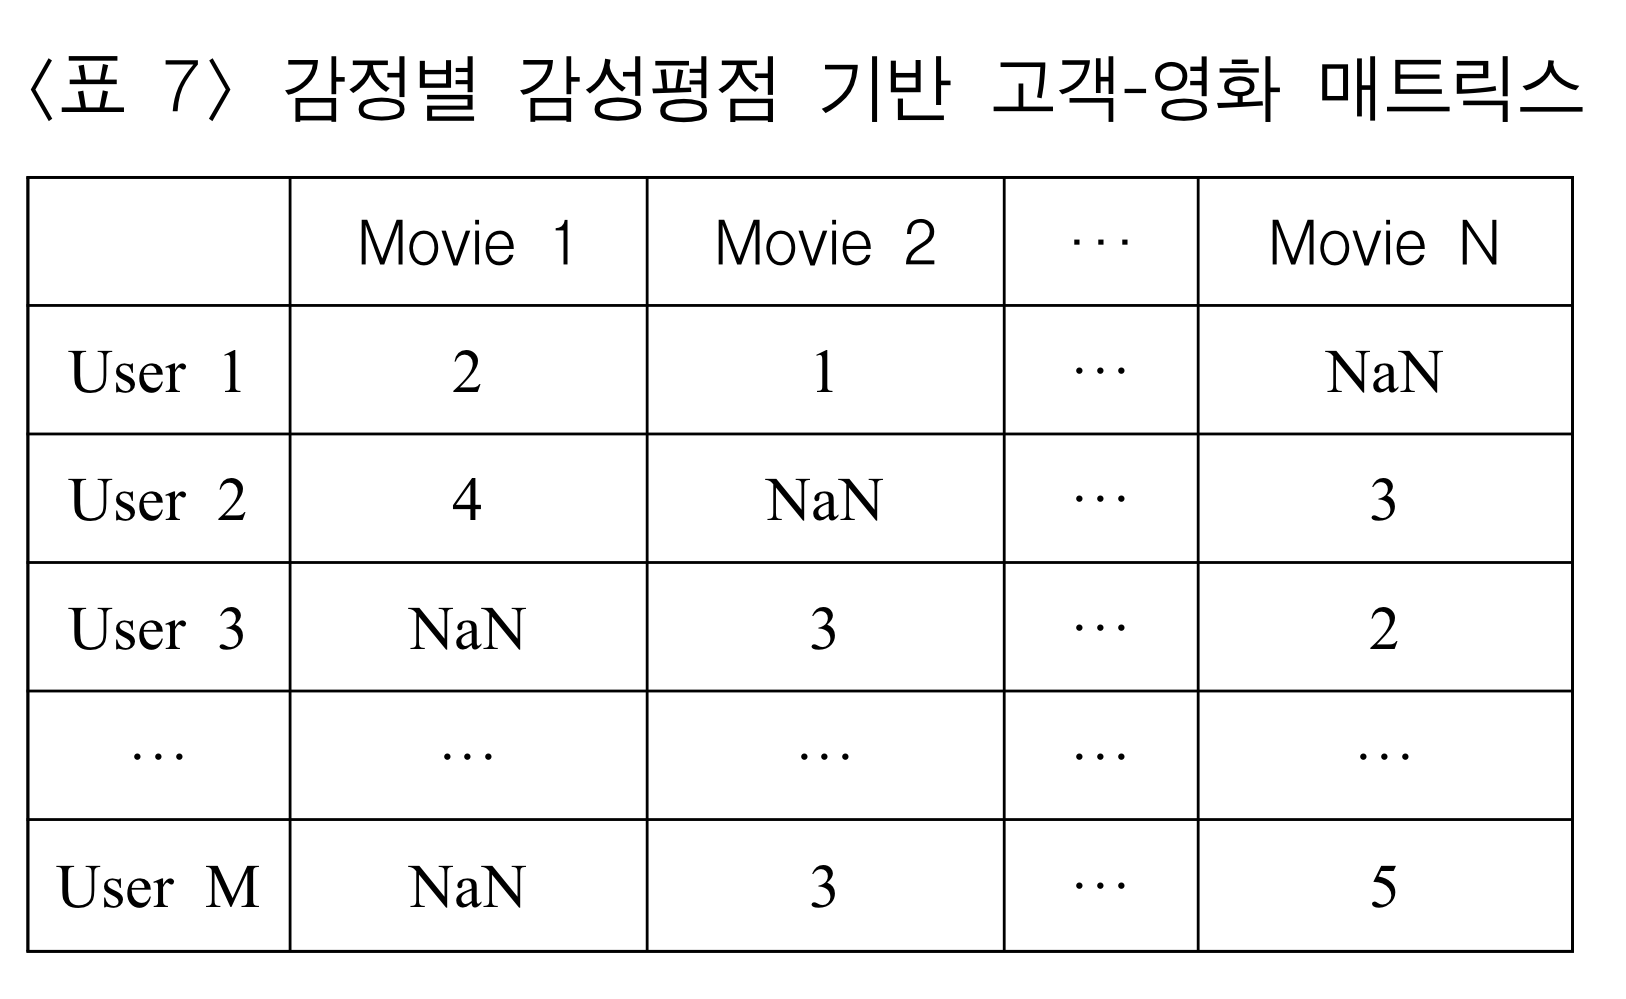 〈표 7〉 감정별 감성평점 기반 고객-영화 매트릭스
Movie 1 Movie 2 ⋯ Movie N
User 1 2 1 ⋯ NaN
User 2 4 NaN ⋯ 3
User 3 NaN 3 ⋯ 2
⋯ ⋯ ⋯ ⋯ ⋯
User M NaN 3 ⋯ 5